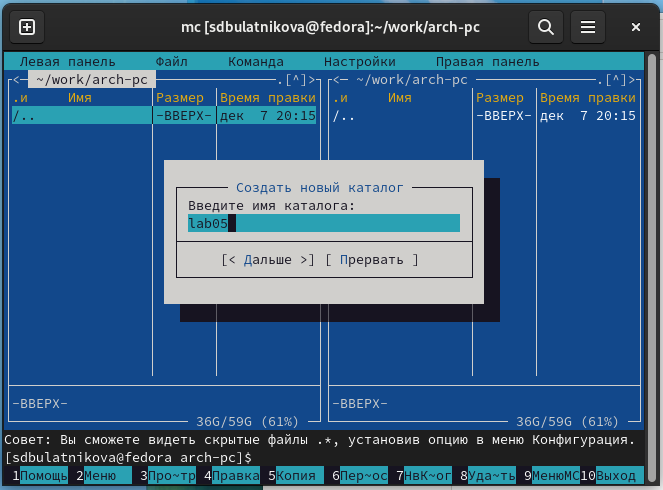 mc [sdbulatnikova@fedora]:~/work/arch-pc
Левая панель Файл Команда Настройки Правая панель
<─ ~/work/arch-pc ─ .[^]> <─ ~/work/arch-pc ─ .[^]>
.и Имя Размер Время правки .и Имя Размер Время правки
/.. -ВВЕРХ- дек 7 20:15 /.. -ВВЕРХ- дек 7 20:15
Создать новый каталог
Введите имя каталога:
lab05
[< Дальше >] [ Прервать ]
-ВВЕРХ- -ВВЕРХ-
36G/59G (61%) 36G/59G (61%)
Совет: Вы сможете видеть скрытые файлы .*, установив опцию в меню Конфигурация.
[sdbulatnikova@fedora arch-pc]$
1Помощь 2Меню 3Про~тр 4Правка 5Копия 6Пер~ос 7НвК~ог 8Уда~ть 9МенюМС 10Выход